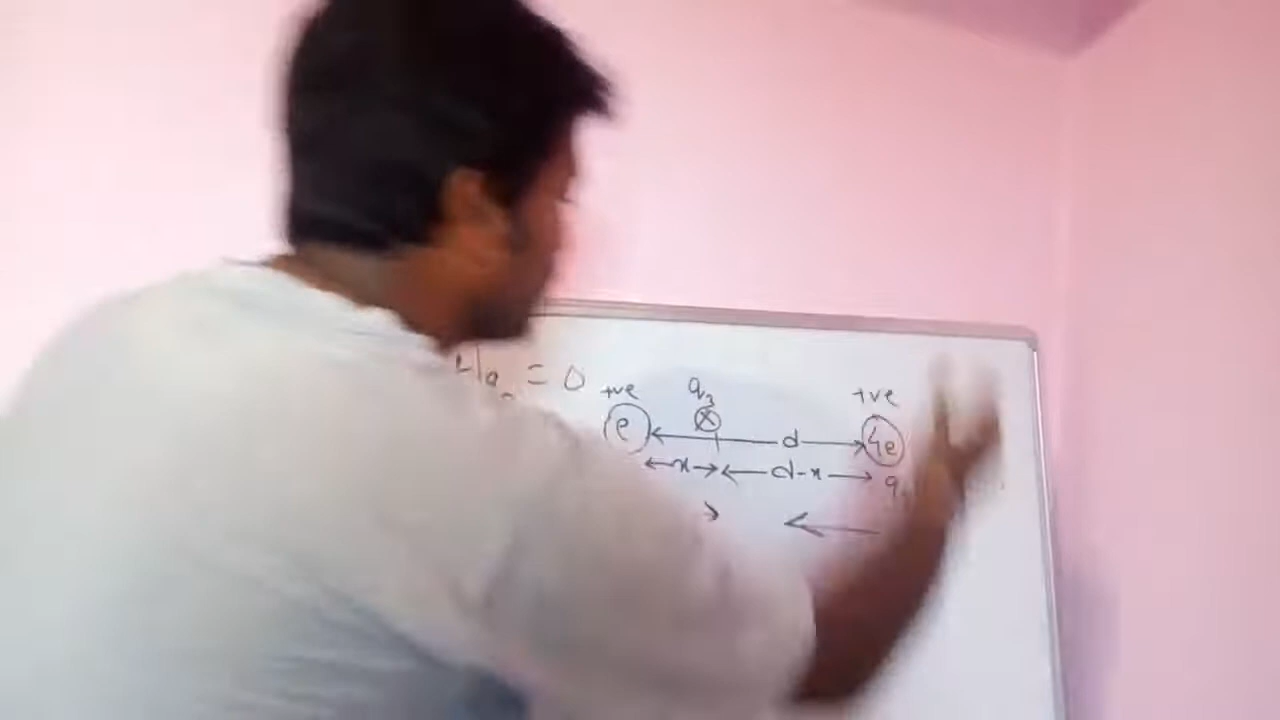 = 0
+ve q₃ +ve
e d 4e
x d-x q